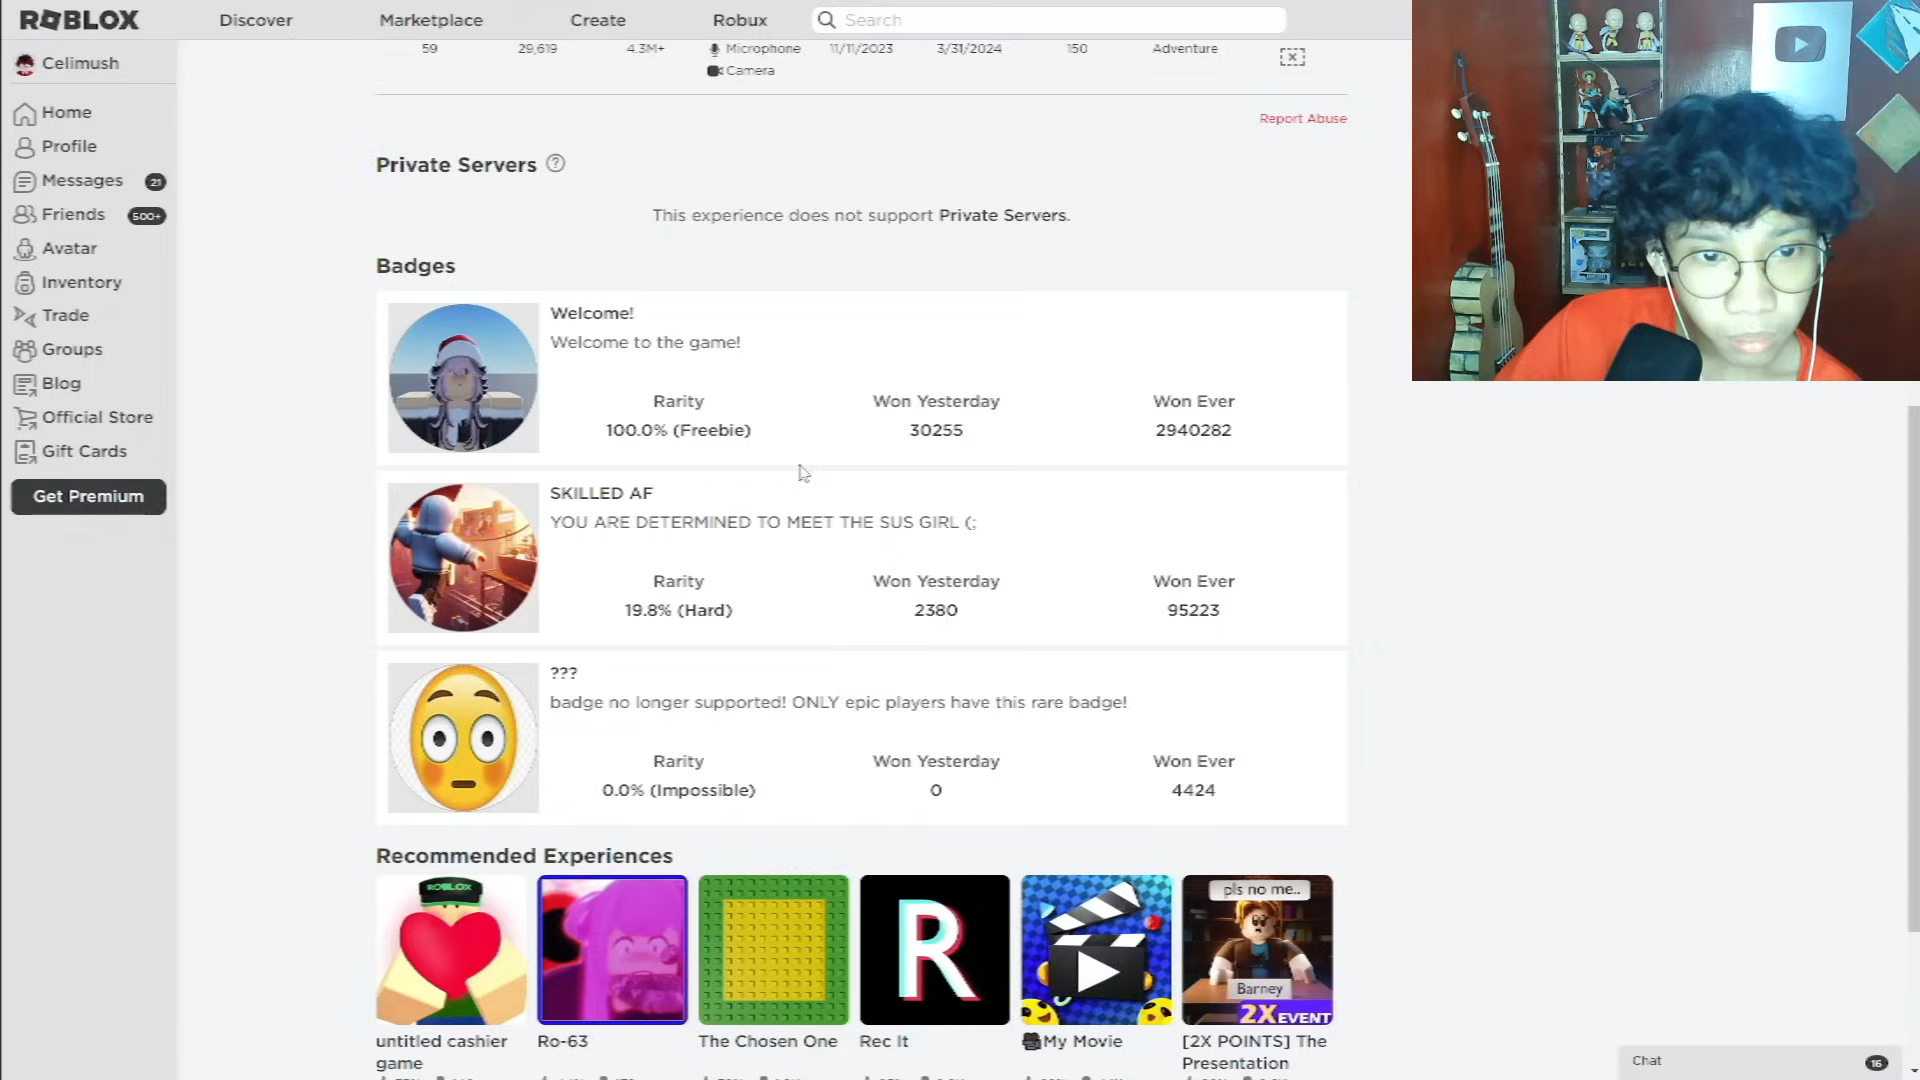 ROBLOX Discover Marketplace Create Robux Search
Celimush
Home
Profile
Messages 21
Friends 500+
Avatar
Inventory
Trade
Groups
Blog
Official Store
Gift Cards
Get Premium
59 29,619 4.3M+ Microphone 11/11/2023 3/31/2024 150 Adventure
Camera
Report Abuse
Private Servers
This experience does not support Private Servers.
Badges
Welcome!
Welcome to the game!
Rarity Won Yesterday Won Ever
100.0% (Freebie) 30255 2940282
SKILLED AF
YOU ARE DETERMINED TO MEET THE SUS GIRL (;
Rarity Won Yesterday Won Ever
19.8% (Hard) 2380 95223
???
badge no longer supported! ONLY epic players have this rare badge!
Rarity Won Yesterday Won Ever
0.0% (Impossible) 0 4424
Recommended Experiences
ROBLOX
R
pls no me..
Barney
2X EVENT
untitled cashier game
Ro-63
The Chosen One
Rec It
🎬My Movie
[2X POINTS] The Presentation
Chat 16